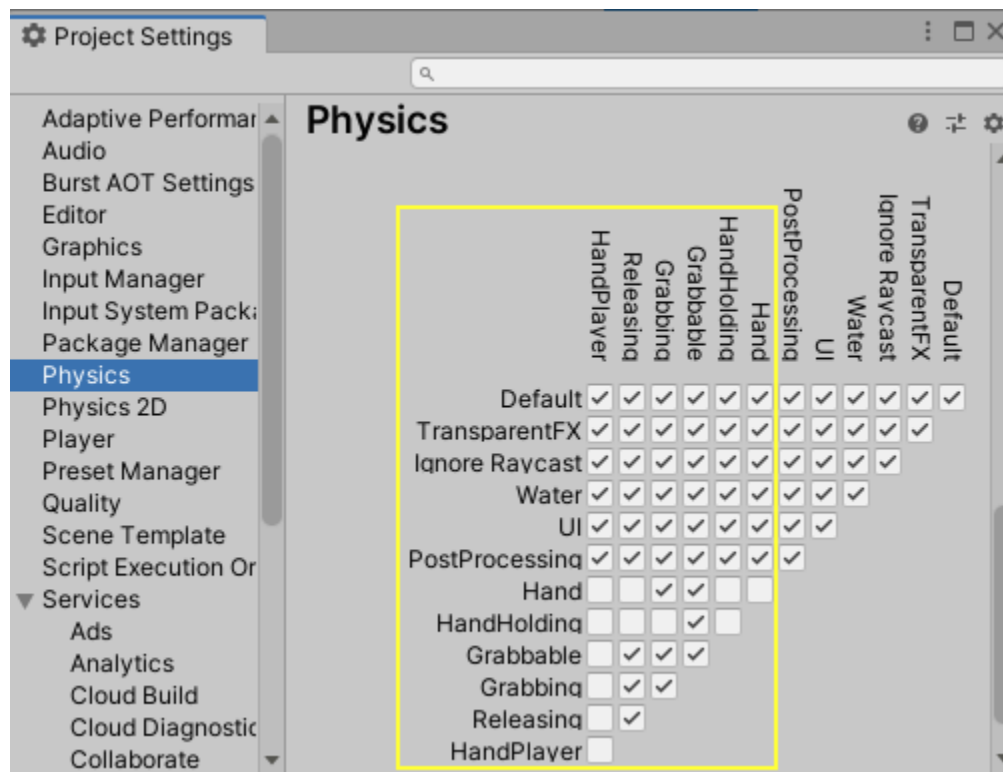 Project Settings
Adaptive Performar
Audio
Burst AOT Settings
Editor
Graphics
Input Manager
Input System Packa
Package Manager
Physics
Physics 2D
Player
Preset Manager
Quality
Scene Template
Script Execution Or
Services
Ads
Analytics
Cloud Build
Cloud Diagnostic
Collaborate
Physics
HandPlayer
Releasing
Grabbing
Grabbable
HandHolding
Hand
PostProcessing
UI
Water
Ignore Raycast
TransparentFX
Default
Default
TransparentFX
Ignore Raycast
Water
UI
PostProcessing
Hand
HandHolding
Grabbable
Grabbing
Releasing
HandPlayer